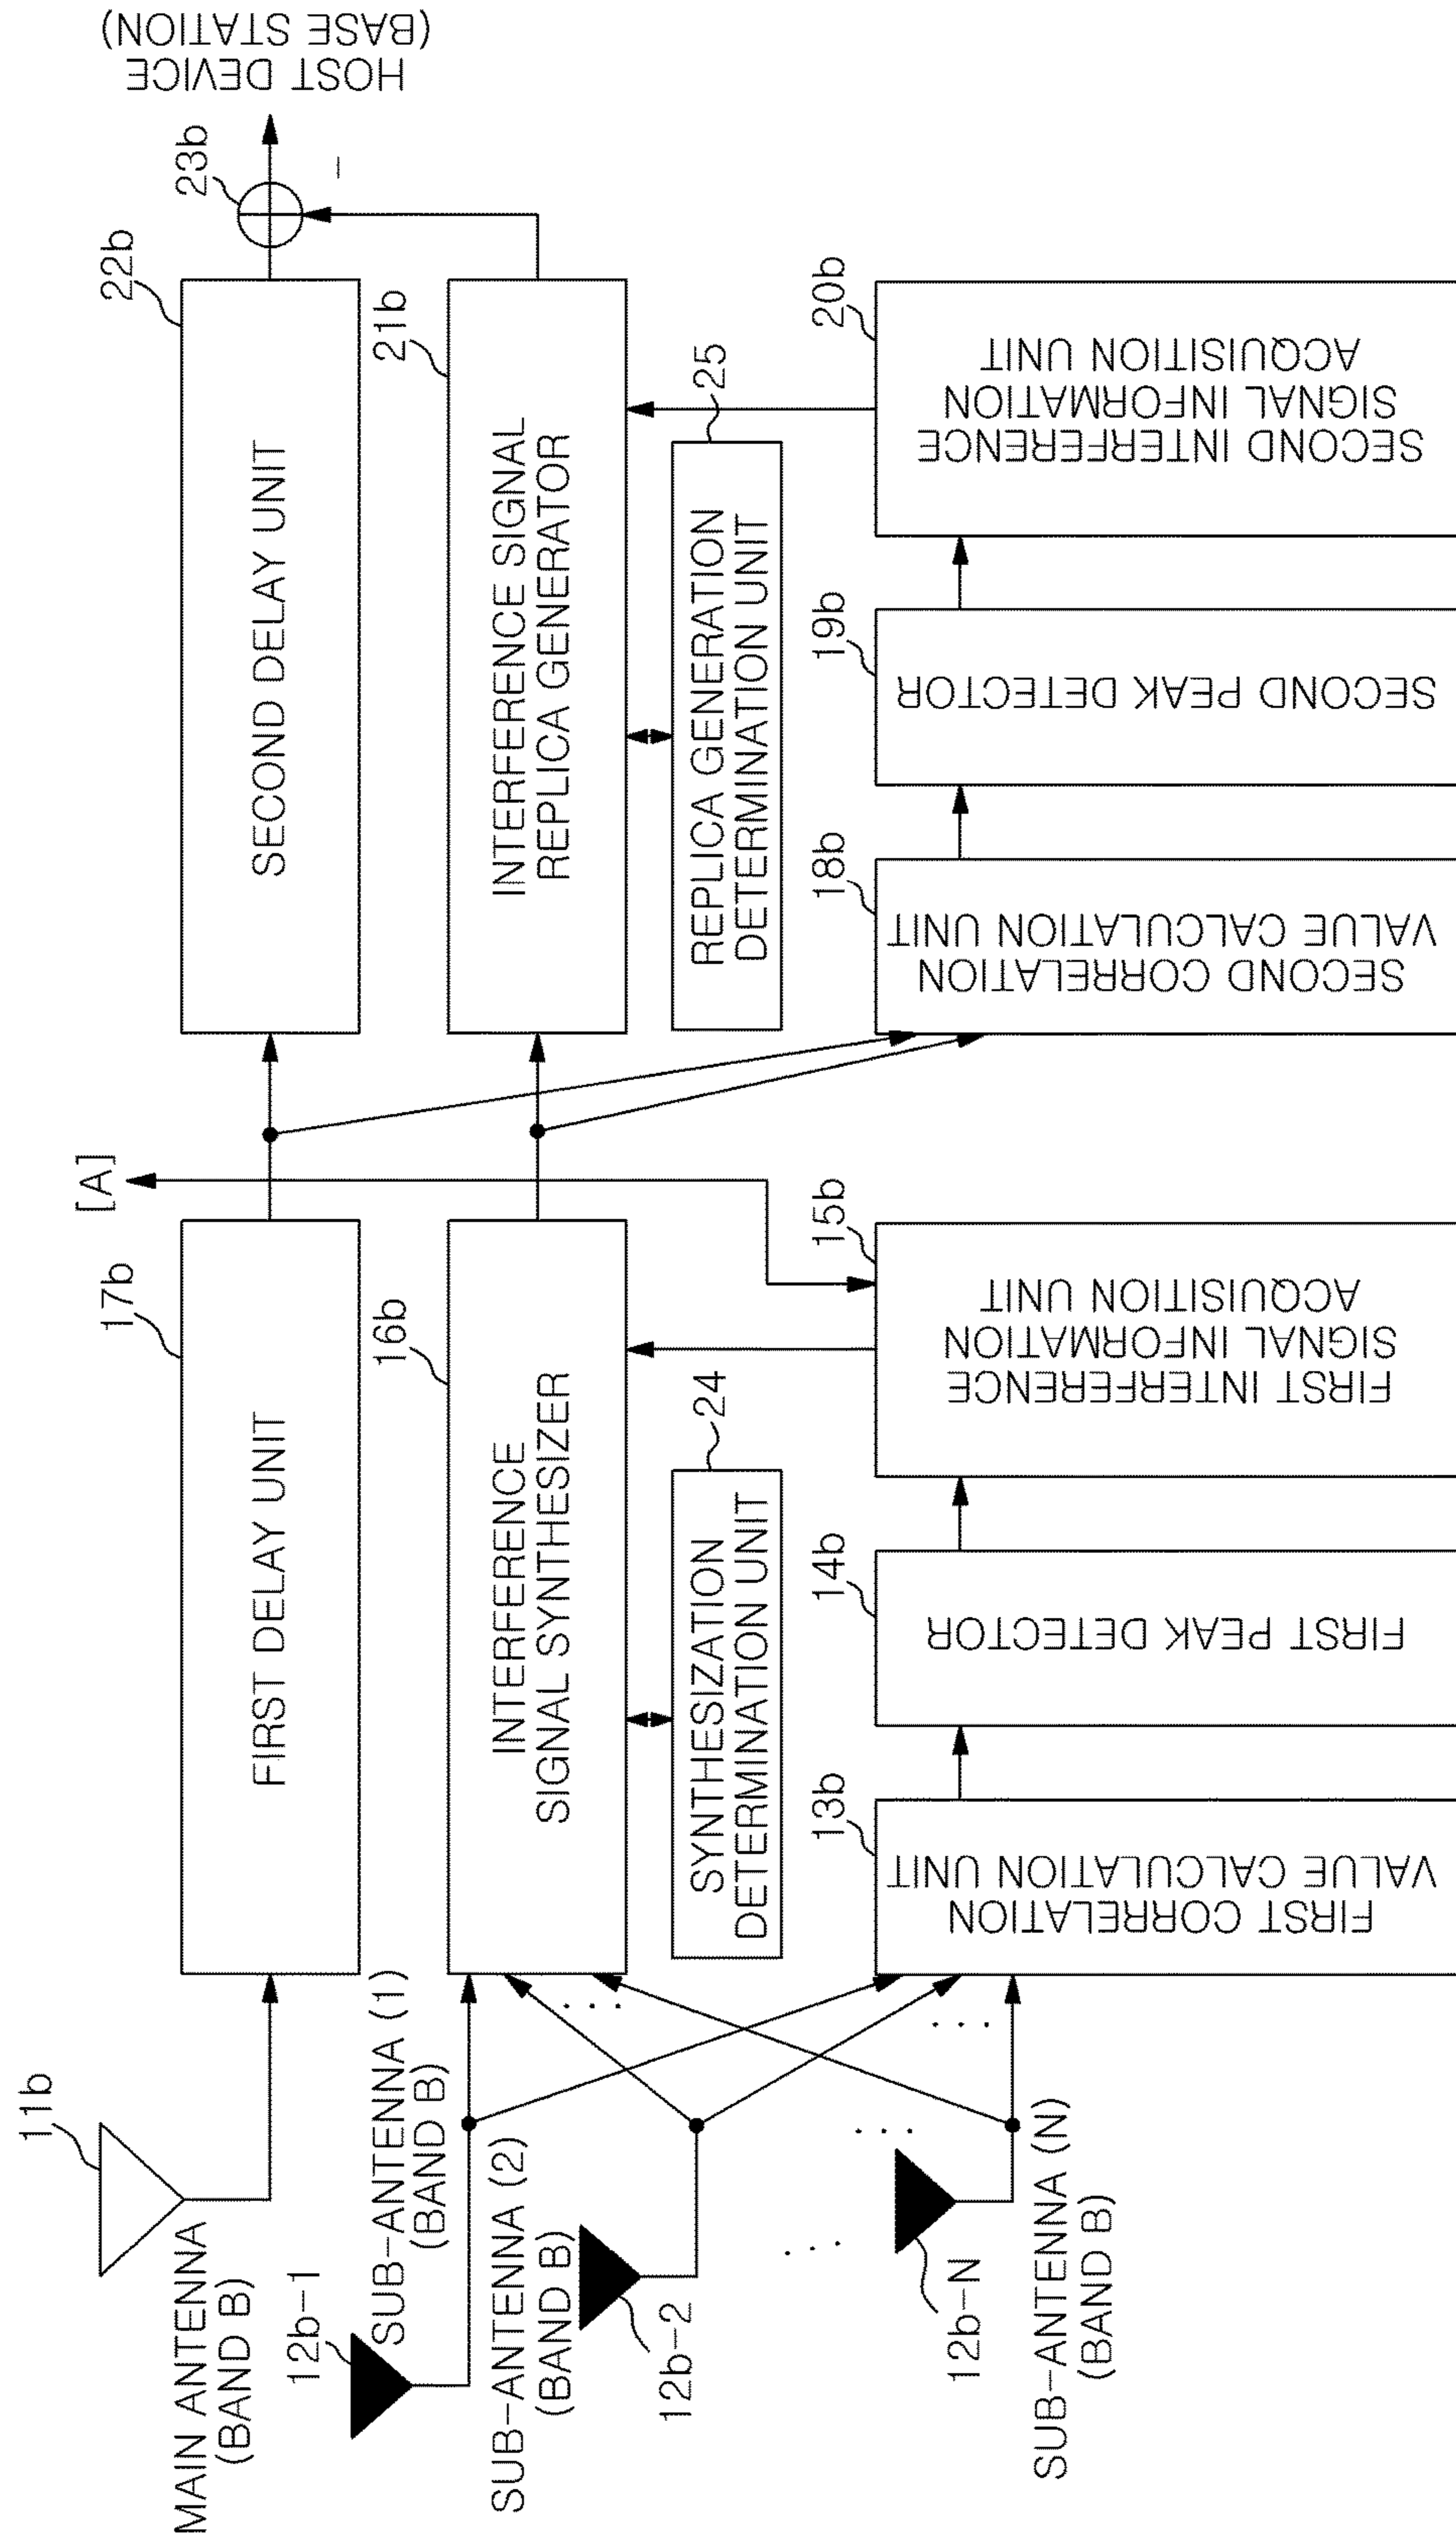 11b
MAIN ANTENNA
(BAND B)
17b
FIRST DELAY UNIT
[A]
22b
SECOND DELAY UNIT
23b
−
HOST DEVICE
(BASE STATION)
12b−1
SUB−ANTENNA (1)
(BAND B)
16b
INTERFERENCE
SIGNAL SYNTHESIZER
21b
INTERFERENCE SIGNAL
REPLICA GENERATOR
SUB−ANTENNA (2)
(BAND B)
12b−2
. . .
24
SYNTHESIZATION
DETERMINATION UNIT
25
REPLICA GENERATION
DETERMINATION UNIT
. . .
. . .
. . .
12b−N
SUB−ANTENNA (N)
(BAND B)
13b
FIRST CORRELATION
VALUE CALCULATION UNIT
14b
FIRST PEAK DETECTOR
15b
FIRST INTERFERENCE
SIGNAL INFORMATION
ACQUISITION UNIT
18b
SECOND CORRELATION
VALUE CALCULATION UNIT
19b
SECOND PEAK DETECTOR
20b
SECOND INTERFERENCE
SIGNAL INFORMATION
ACQUISITION UNIT